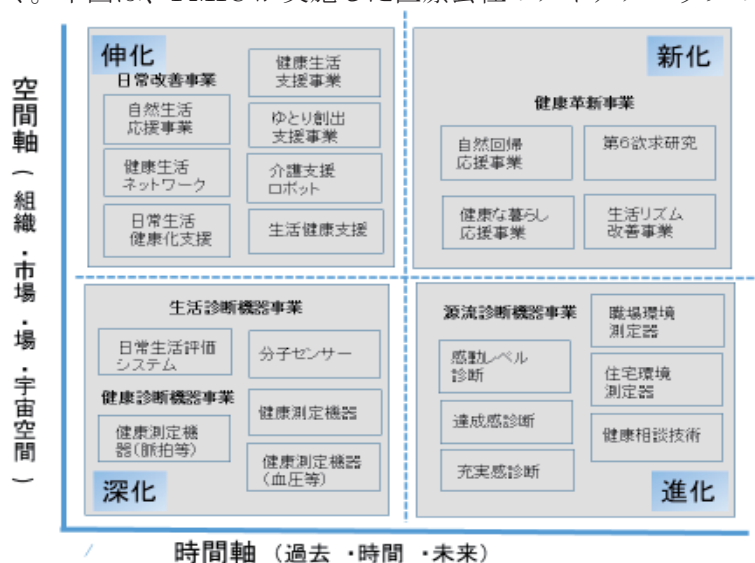 伸化
日常改善事業
自然生活
応援事業
健康生活
ネットワーク
日常生活
健康化支援
健康生活
支援事業
ゆとり創出
支援事業
介護支援
ロボット
生活健康支援
新化
健康革新事業
自然回帰
応援事業
第6欲求研究
健康な暮らし
応援事業
生活リズム
改善事業
空間軸(組織・市場・場・宇宙空間)
生活診断機器事業
日常生活評価
システム
分子センサー
健康診断機器事業
健康測定機
器(脈拍等)
健康測定機器
健康測定機器
(血圧等)
深化
源流診断機器事業
感動レベル
診断
達成感診断
充実感診断
職場環境
測定器
住宅環境
測定器
健康相談技術
進化
時間軸(過去・時間・未来)